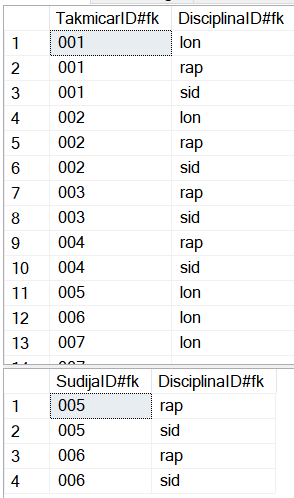 TakmicarID#fk DisciplinaID#fk
1 001 lon
2 001 rap
3 001 sid
4 002 lon
5 002 rap
6 002 sid
7 003 rap
8 003 sid
9 004 rap
10 004 sid
11 005 lon
12 006 lon
13 007 lon
SudijaID#fk DisciplinaID#fk
1 005 rap
2 005 sid
3 006 rap
4 006 sid